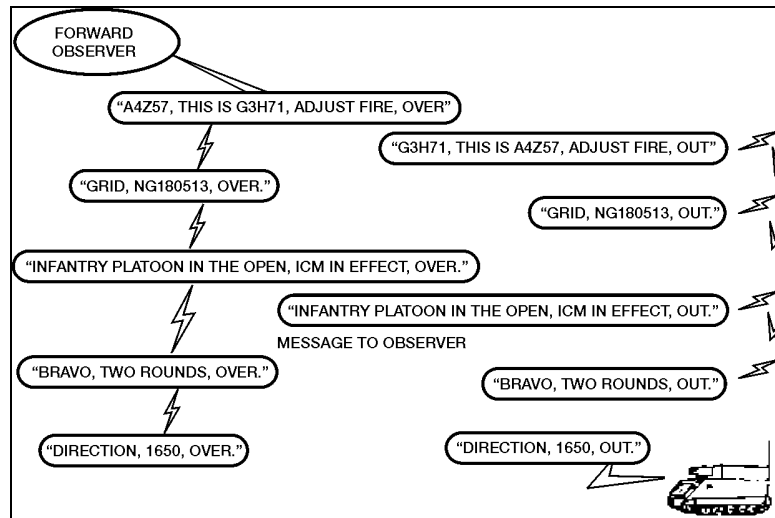 FORWARD
OBSERVER
“A4Z57, THIS IS G3H71, ADJUST FIRE, OVER”
“G3H71, THIS IS A4Z57, ADJUST FIRE, OUT”
“GRID, NG180513, OVER.”
“GRID, NG180513, OUT.”
“INFANTRY PLATOON IN THE OPEN, ICM IN EFFECT, OVER.”
“INFANTRY PLATOON IN THE OPEN, ICM IN EFFECT, OUT.”
MESSAGE TO OBSERVER
“BRAVO, TWO ROUNDS, OVER.”
“BRAVO, TWO ROUNDS, OUT.”
“DIRECTION, 1650, OVER.”
“DIRECTION, 1650, OUT.”